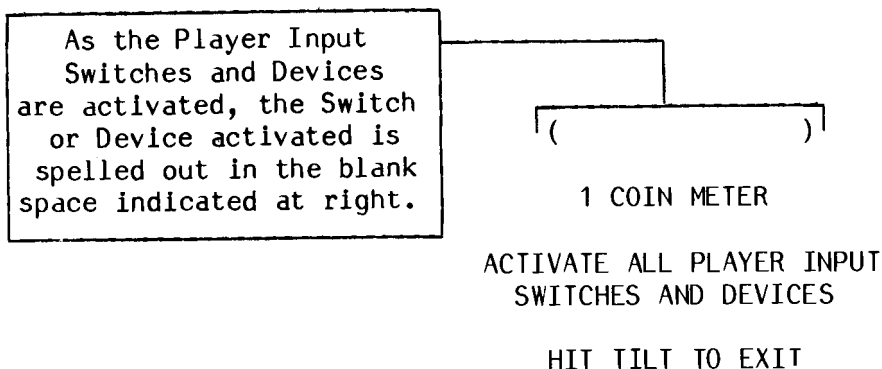 As the Player Input
Switches and Devices
are activated, the Switch
or Device activated is
spelled out in the blank
space indicated at right.
( )
1 COIN METER
ACTIVATE ALL PLAYER INPUT
SWITCHES AND DEVICES
HIT TILT TO EXIT